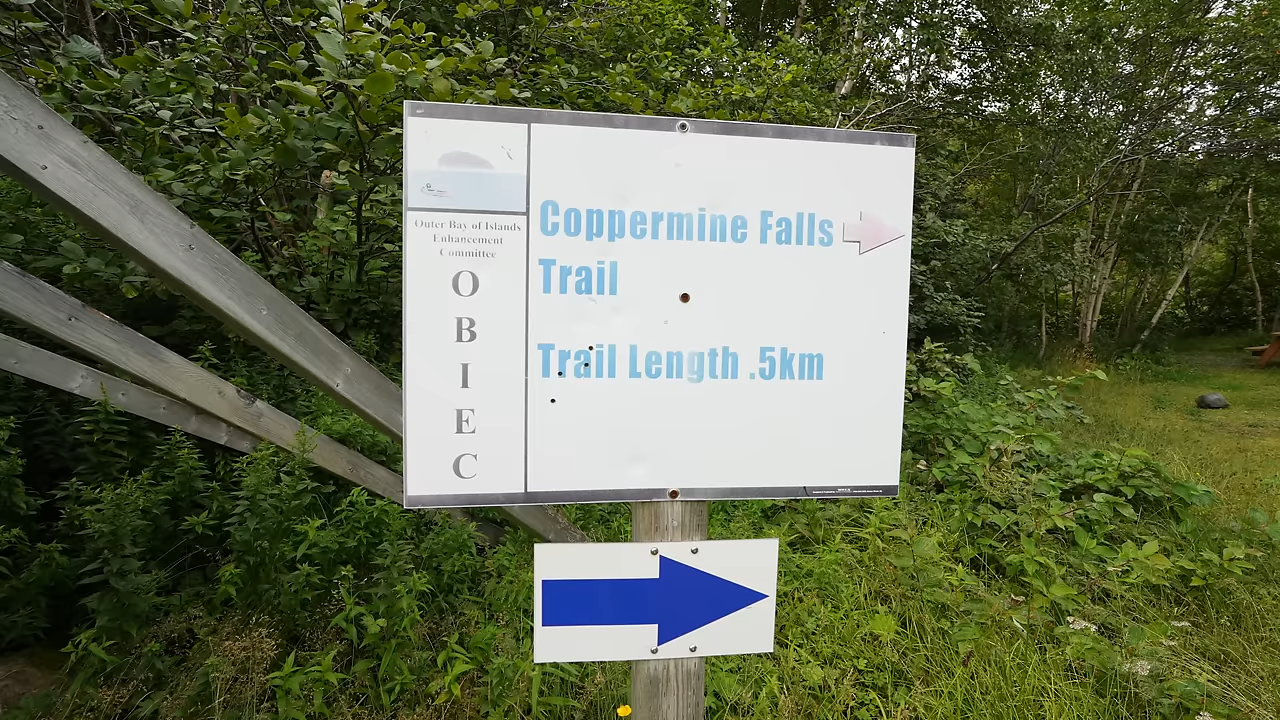 Outer Bay of Islands
Enhancement
Committee
O
B
I
E
C
Coppermine Falls
Trail
Trail Length .5km